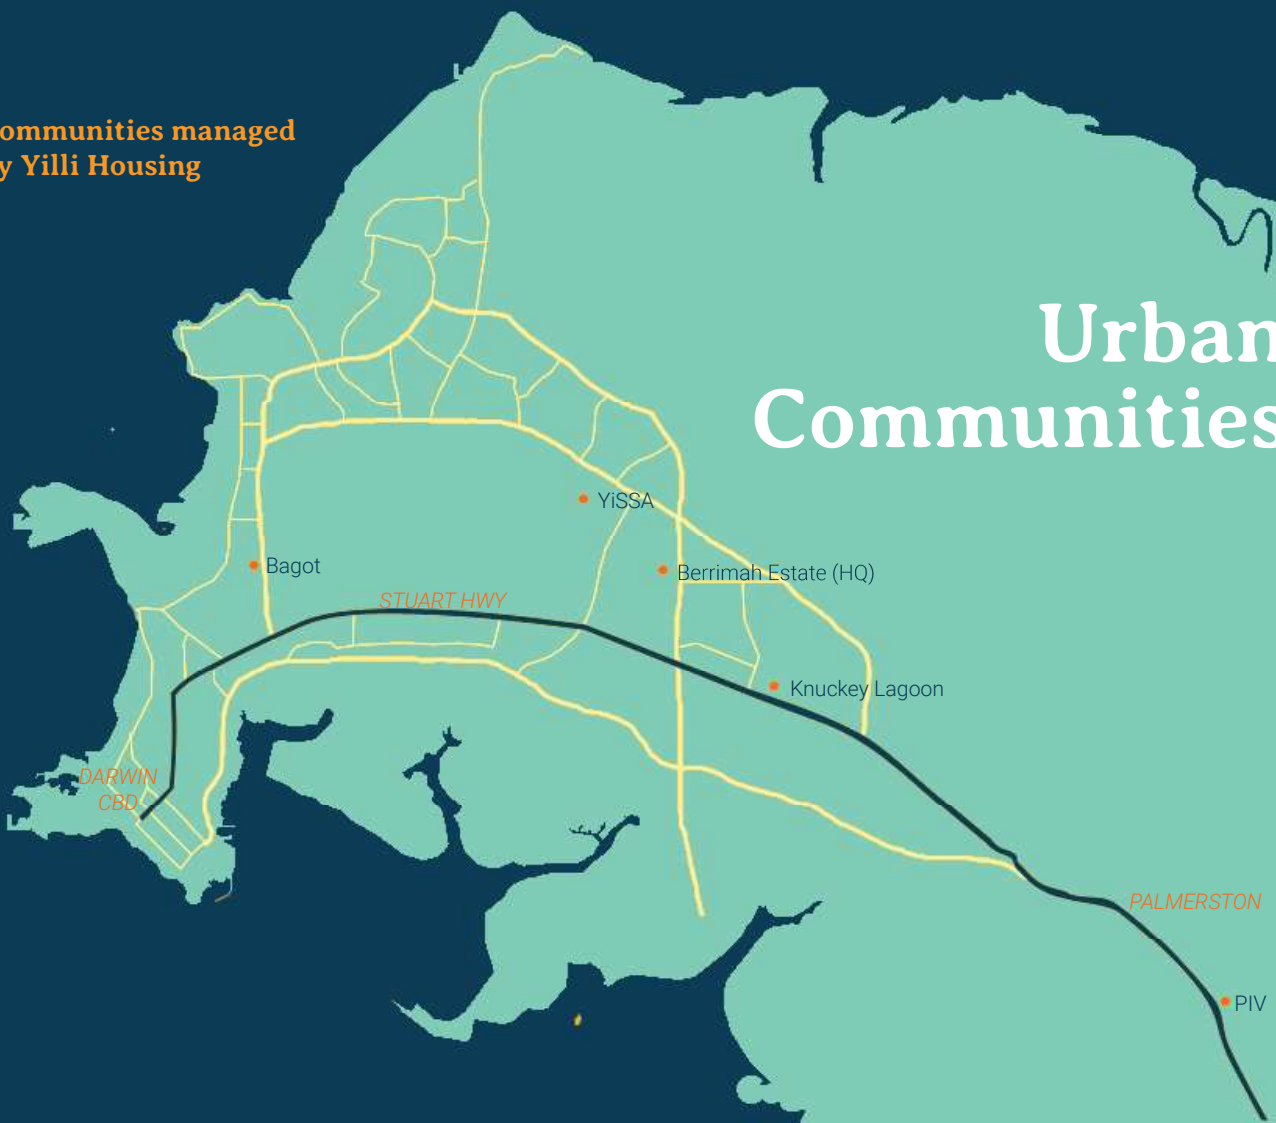 ommunities managed
y Yilli Housing
Urban
Communities
YiSSA
Bagot
Berrimah Estate (HQ)
STUART HWY
Knuckey Lagoon
DARWIN
CBD
PALMERSTON
PIV